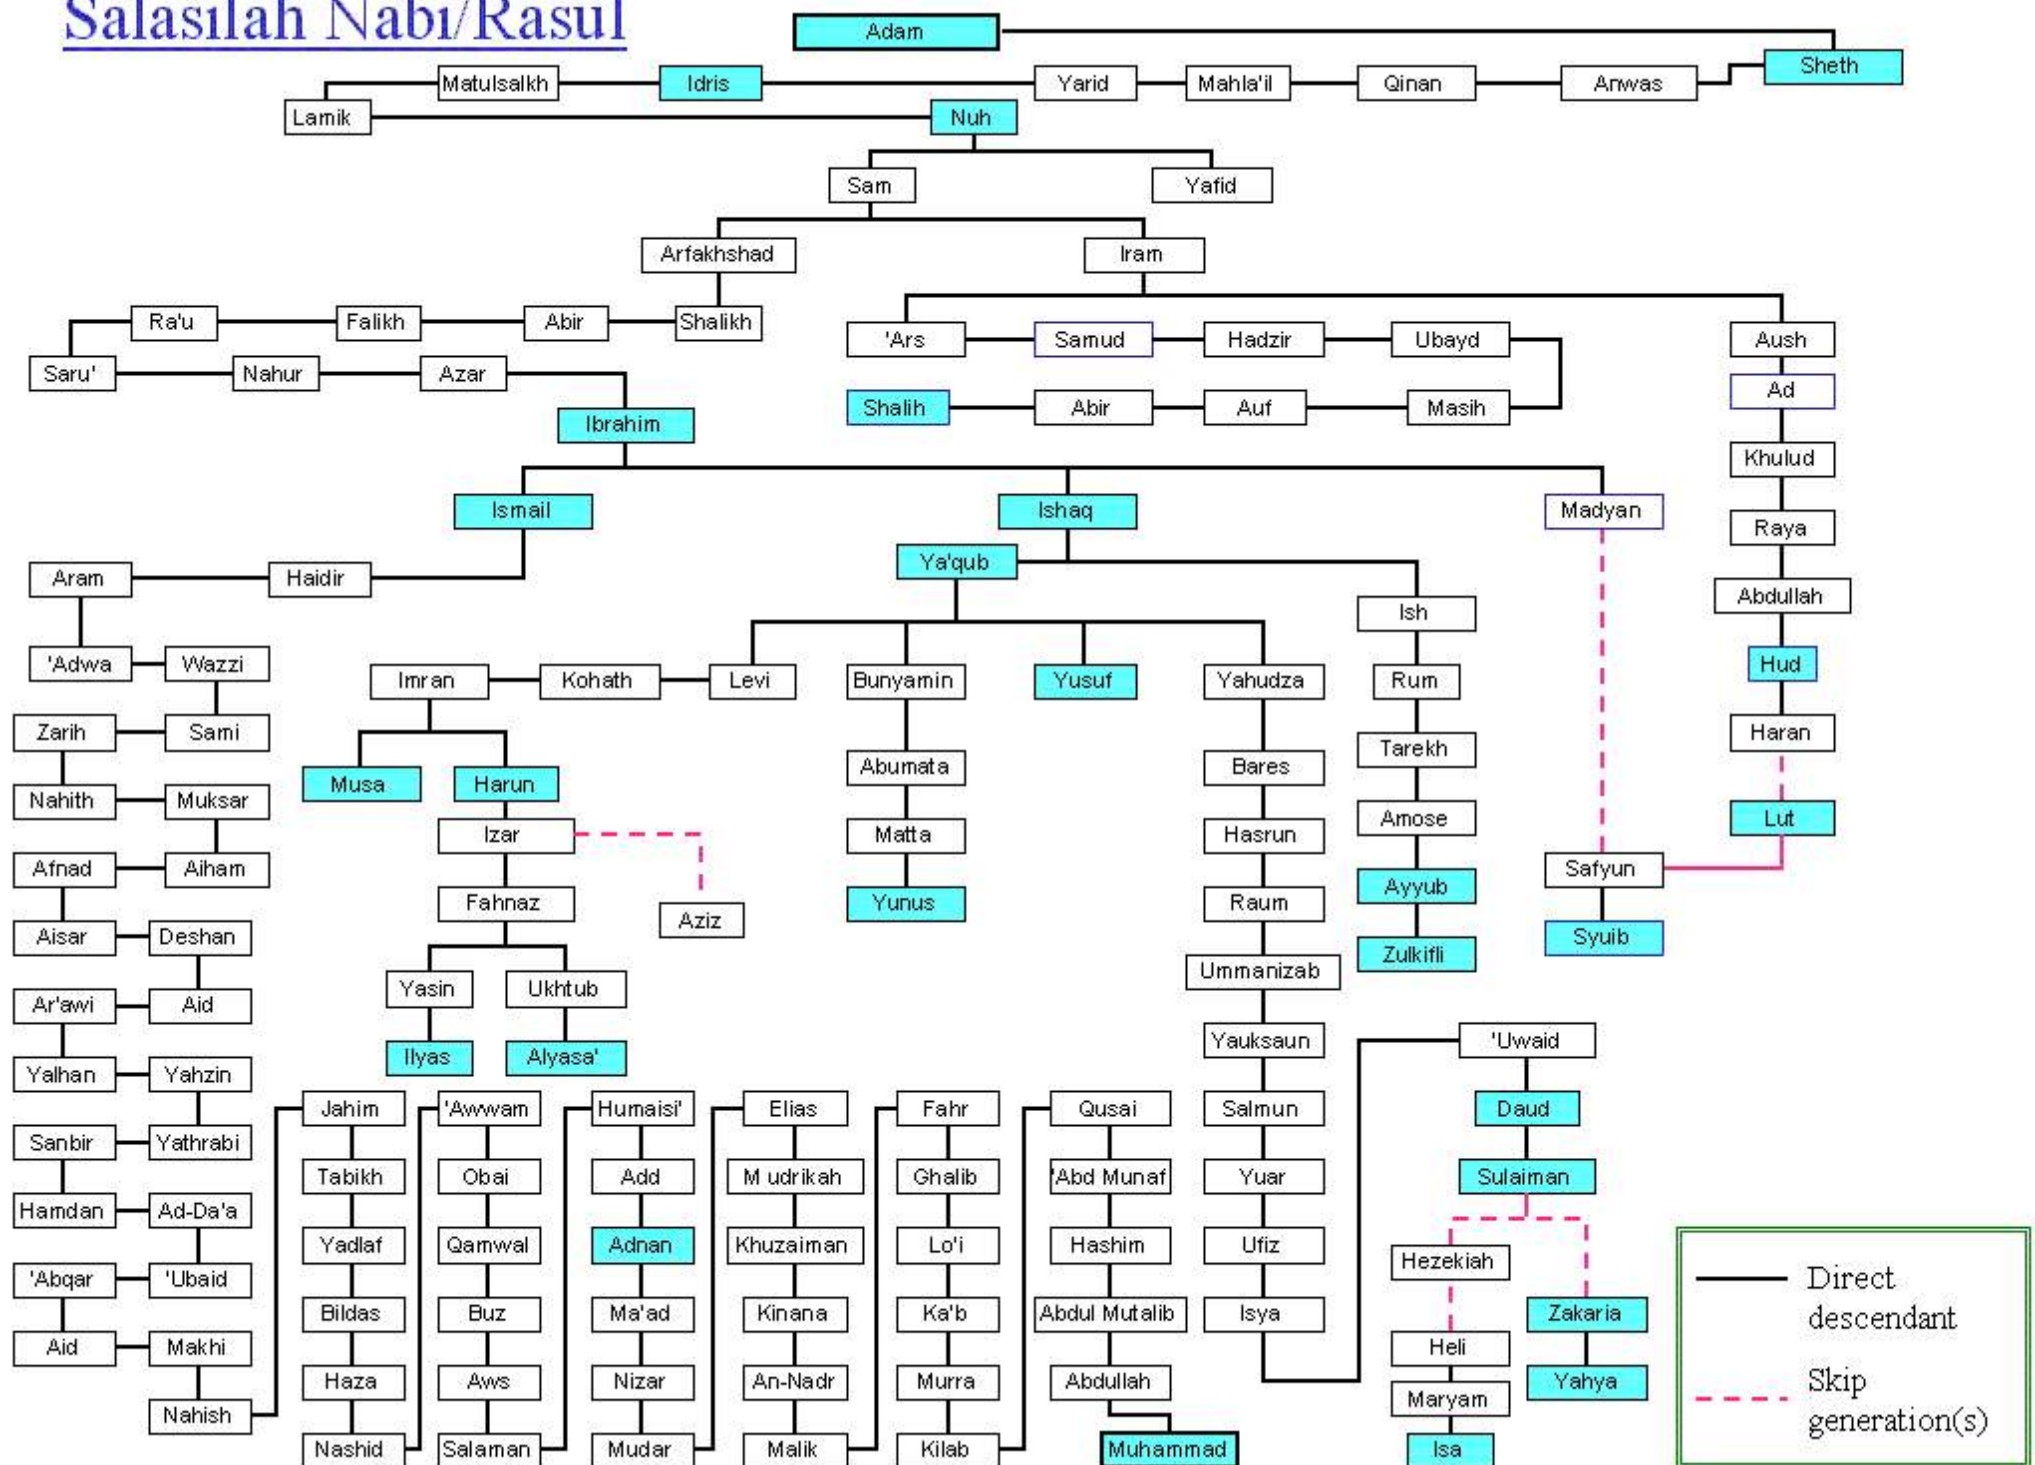 Salasilah Nabi/Rasul
Adam
Sheth
Matulsalkh Idris Yarid Mahla'il Qinan Anwas
Lamik Nuh
Sam Yafid
Arfakhshad Iram
Ra'u Falikh Abir Shalikh
'Ars Samud Hadzir Ubayd Aush
Saru' Nahur Azar
Ad
Shalih Abir Auf Masih
Ibrahim
Khulud
Ismail Ishaq Madyan
Raya
Ya'qub
Aram Haidir
Abdullah
Ish
'Adwa Wazzi Hud
Imran Kohath Levi Bunyamin Yusuf Yahudza Rum
Zarih Sami Haran
Tarekh
Abumata Bares
Musa Harun
Nahith Muksar
Amose Lut
Izar Matta Hasrun
Afnad Aiham Safyun
Ayyub
Fahnaz Yunus Raum
Aziz
Aisar Deshan Syuib
Zulkifli
Ummanizab
Yasin Ukhtub
Ar'awi Aid
Yauksaun 'Uwaid
Ilyas Alyasa'
Yalhan Yahzin
Jahim 'Awwam Humaisi' Elias Fahr Qusai Salmun Daud
Sanbir Yathrabi
Tabikh Obai Add Mudrikah Ghalib 'Abd Munaf Yuar Sulaiman
Hamdan Ad-Da'a
Yadlaf Qamwal Adnan Khuzaiman Lo'i Hashim Ufiz
Hezekiah
'Abqar 'Ubaid
Direct
descendant
Bildas Buz Ma'ad Kinana Ka'b Abdul Mutalib Isya Zakaria
Aid Makhi Heli
Haza Aws Nizar An-Nadr Murra Abdullah Yahya
Skip
generation(s)
Maryam
Nahish
Nashid Salaman Mudar Malik Kilab Muhammad Isa